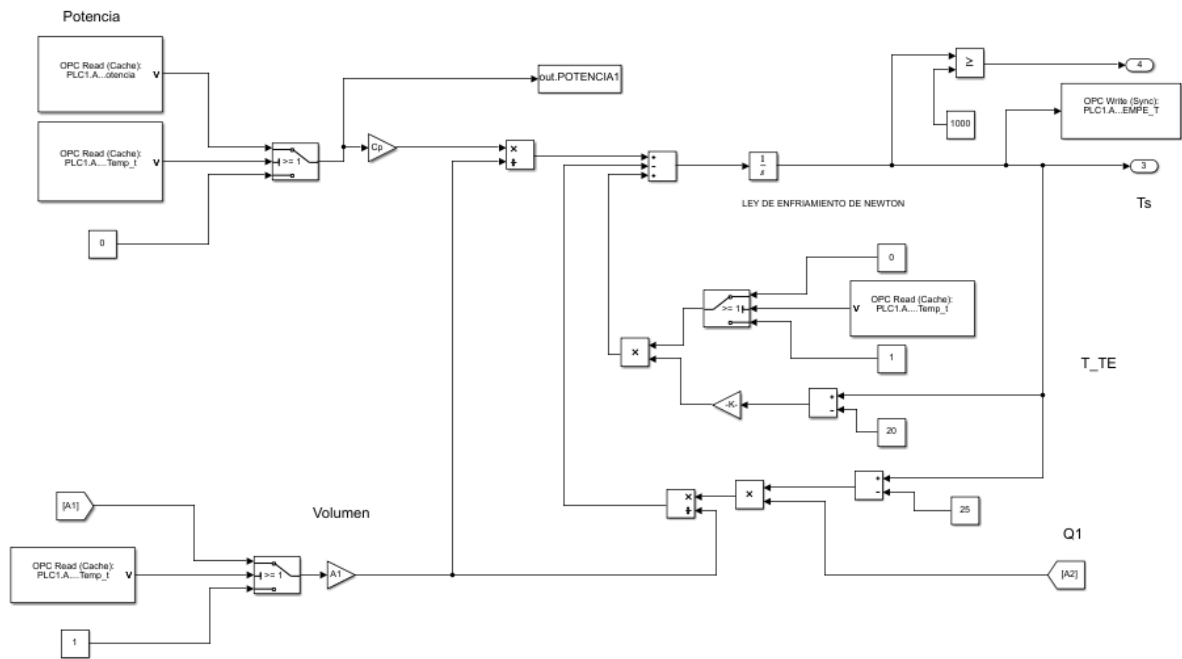 Potencia
OPC Read (Cache):
PLC1.A...otencia
V
out.POTENCIA1
≥
4
OPC Write (Sync):
PLC1.A...EMPE_T
1000
OPC Read (Cache):
PLC1.A....Temp_t
V
>= 1
Cp
×
÷
+
-
+
1
s
3
Ts
0
LEY DE ENFRIAMIENTO DE NEWTON
0
>= 1
V
OPC Read (Cache):
PLC1.A....Temp_t
×
1
T_TE
-K-
+
-
20
[A1]
Volumen
×
÷
×
+
-
25
Q1
OPC Read (Cache):
PLC1.A....Temp_t
V
>= 1
A1
[A2]
1